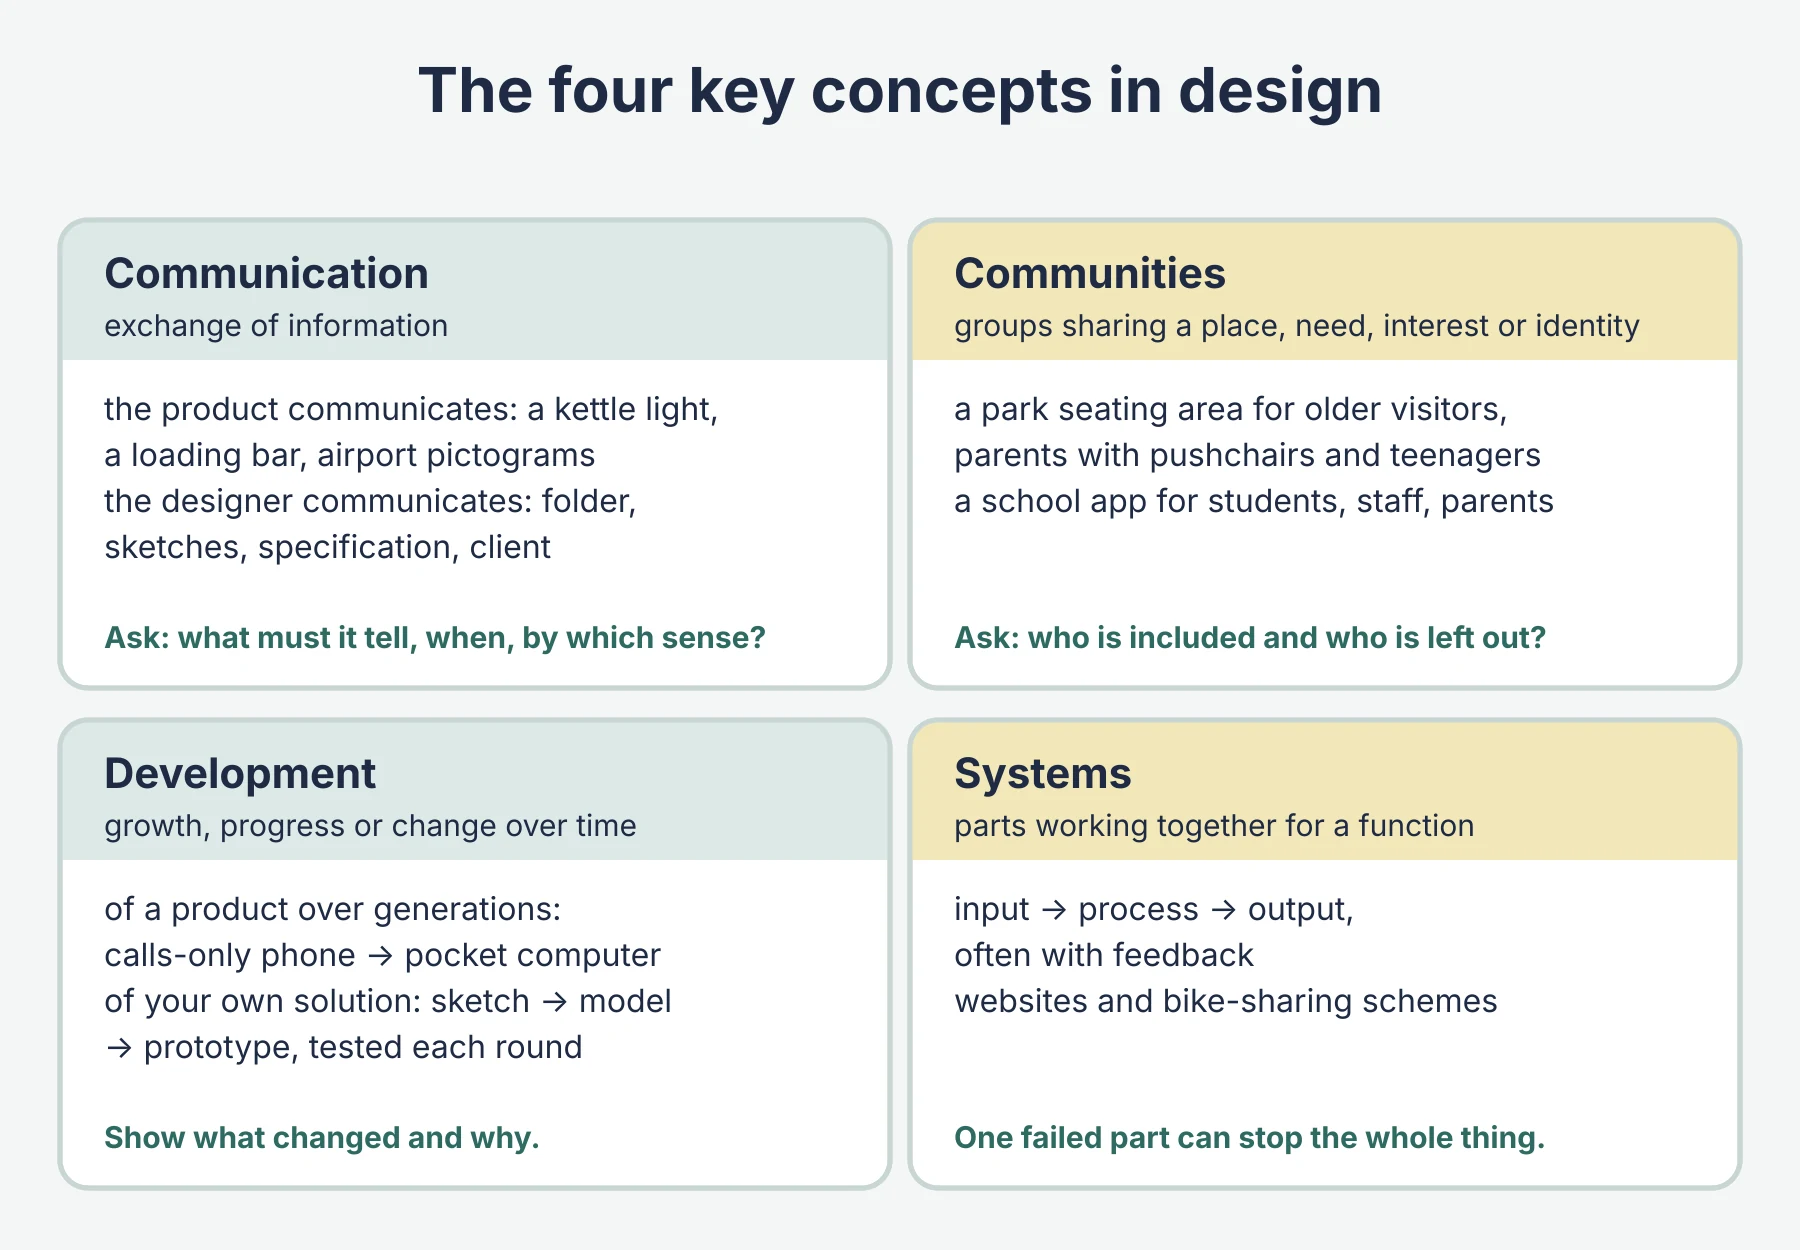 The four key concepts in design
Communication
exchange of information
the product communicates: a kettle light,
a loading bar, airport pictograms
the designer communicates: folder,
sketches, specification, client
Ask: what must it tell, when, by which sense?
Communities
groups sharing a place, need, interest or identity
a park seating area for older visitors,
parents with pushchairs and teenagers
a school app for students, staff, parents
Ask: who is included and who is left out?
Development
growth, progress or change over time
of a product over generations:
calls-only phone → pocket computer
of your own solution: sketch → model
→ prototype, tested each round
Show what changed and why.
Systems
parts working together for a function
input → process → output,
often with feedback
websites and bike-sharing schemes
One failed part can stop the whole thing.